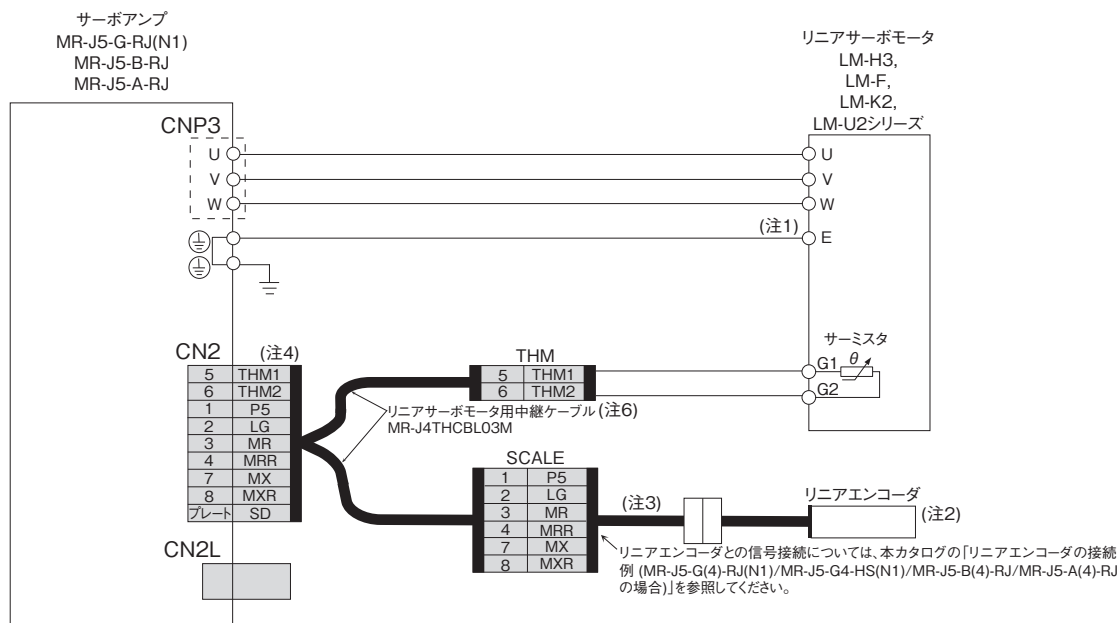 サーボアンプ
MR-J5-G-RJ(N1)
MR-J5-B-RJ
MR-J5-A-RJ
リニアサーボモータ
LM-H3,
LM-F,
LM-K2,
LM-U2シリーズ
CNP3
U
V
W
U
V
W
(注1)
E
CN2
(注4)
5 THM1
6 THM2
1 P5
2 LG
3 MR
4 MRR
7 MX
8 MXR
プレート SD
THM
5 THM1
6 THM2
サーミスタ
G1
θ
G2
リニアサーボモータ用中継ケーブル(注6)
MR-J4THCBL03M
SCALE
1 P5
2 LG
3 MR
4 MRR
7 MX
8 MXR
(注3)
リニアエンコーダ
(注2)
リニアエンコーダとの信号接続については、本カタログの「リニアエンコーダの接続
例 (MR-J5-G(4)-RJ(N1)/MR-J5-G4-HS(N1)/MR-J5-B(4)-RJ/MR-J5-A(4)-RJ
の場合)」を参照してください。
CN2L